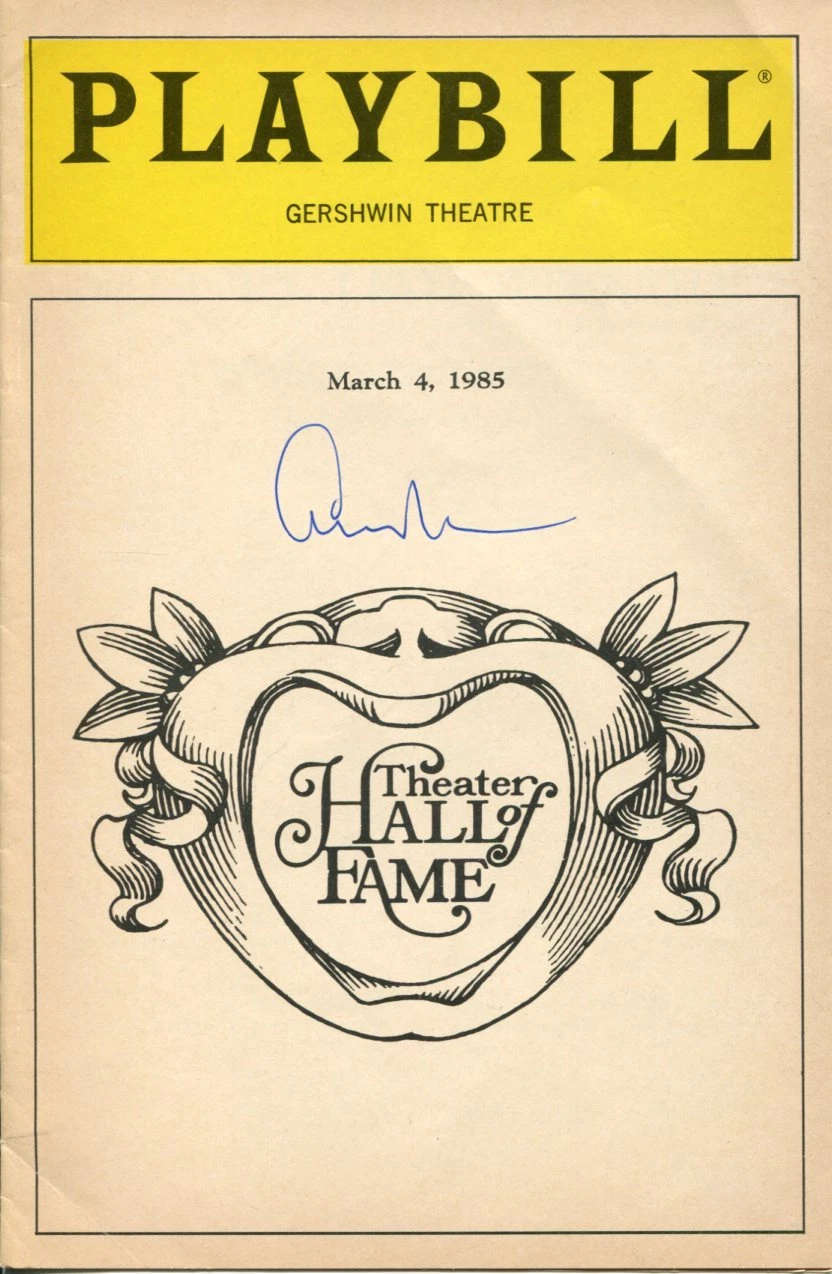 PLAYBILL®
GERSHWIN THEATRE
March 4, 1985
Theater
HALL of
FAME